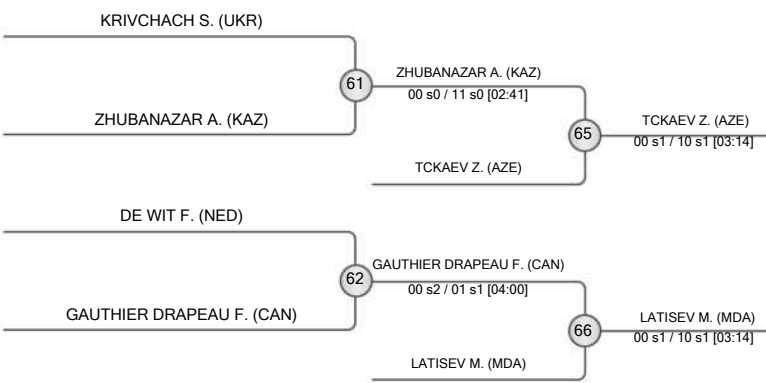 KRIVCHACH S. (UKR)
61
ZHUBANAZAR A. (KAZ)
00 s0 / 11 s0 [02:41]
ZHUBANAZAR A. (KAZ)
65
TCKAEV Z. (AZE)
00 s1 / 10 s1 [03:14]
TCKAEV Z. (AZE)
DE WIT F. (NED)
62
GAUTHIER DRAPEAU F. (CAN)
00 s2 / 01 s1 [04:00]
GAUTHIER DRAPEAU F. (CAN)
66
LATISEV M. (MDA)
00 s1 / 10 s1 [03:14]
LATISEV M. (MDA)